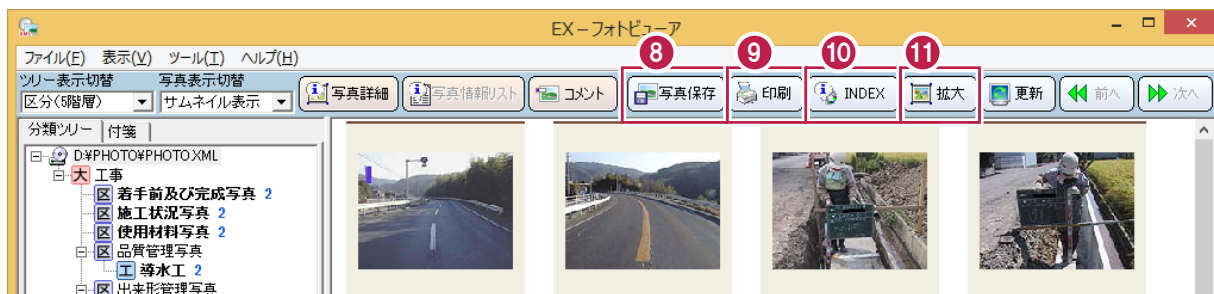 EX－フォトビューア
ファイル(F) 表示(V) ツール(T) ヘルプ(H)
8 9 10 11
ツリー表示切替 写真表示切替
区分(5階層) サムネイル表示 写真詳細 写真情報リスト コメント 写真保存 印刷 INDEX 拡大 更新 前へ 次へ
分類ツリー 付箋
D:¥PHOTO¥PHOTO.XML
大 工事
区 着手前及び完成写真 2
区 施工状況写真 2
区 使用材料写真 2
区 品質管理写真
工 導水工 2
区 出来形管理写真